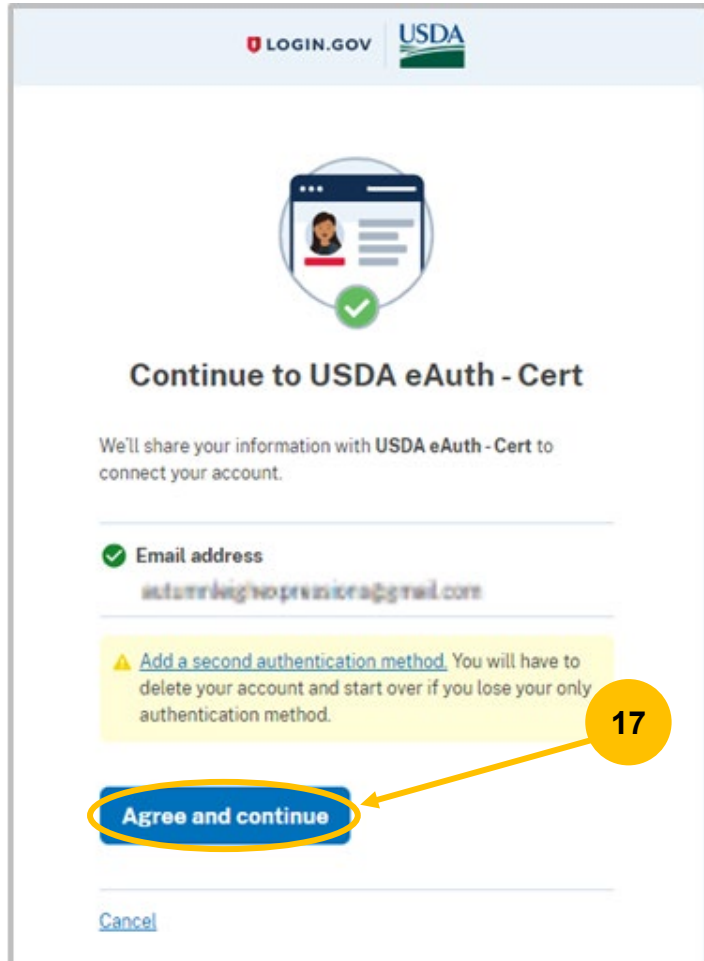 LOGIN.GOV USDA
Continue to USDA eAuth - Cert
We'll share your information with USDA eAuth - Cert to
connect your account.
Email address
Add a second authentication method. You will have to
delete your account and start over if you lose your only
authentication method.
17
Agree and continue
Cancel